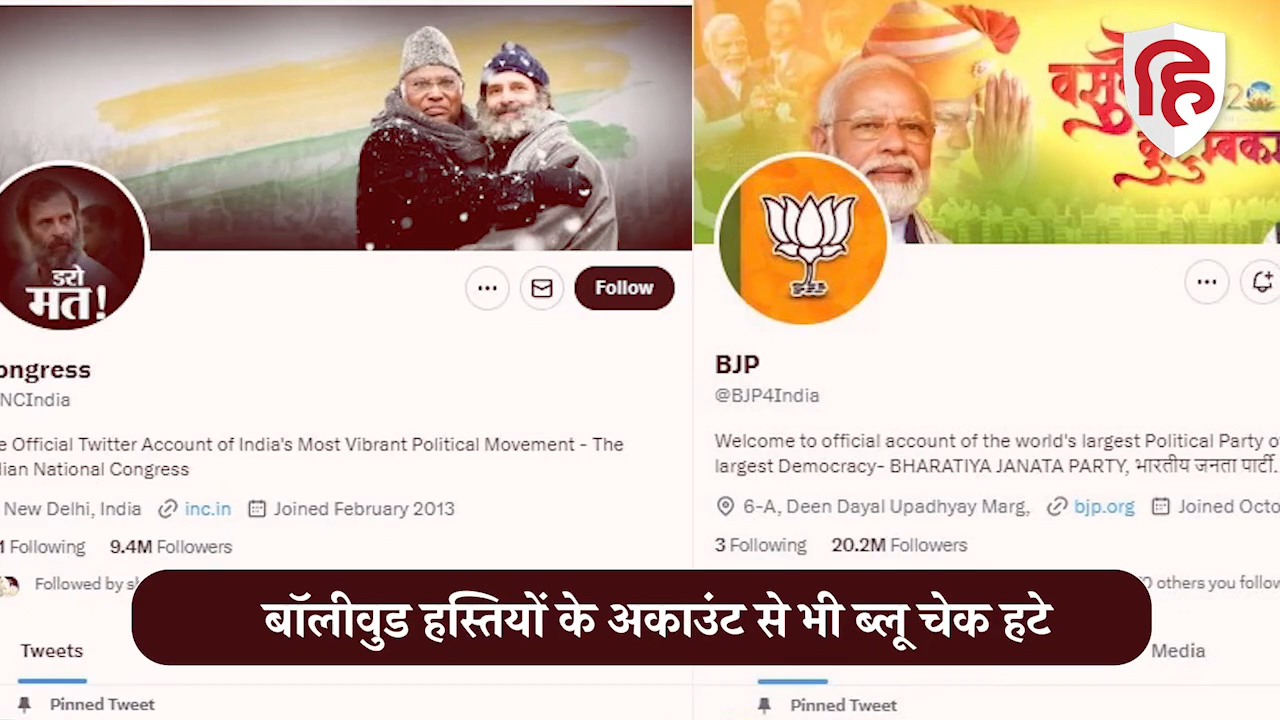 डरो
मत!
Follow
ongress
NCIndia
e Official Twitter Account of India's Most Vibrant Political Movement - The
dian National Congress
New Delhi, India inc.in Joined February 2013
Following 9.4M Followers
Followed by
Tweets
Pinned Tweet
हि
BJP
@BJP4India
Welcome to official account of the world's largest Political Party
largest Democracy- BHARATIYA JANATA PARTY, भारतीय जनता पार्टी.
6-A, Deen Dayal Upadhyay Marg, bjp.org Joined Octo
3 Following 20.2M Followers
others you follow
Media
Pinned Tweet
बॉलीवुड हस्तियों के अकाउंट से भी ब्लू चेक हटे